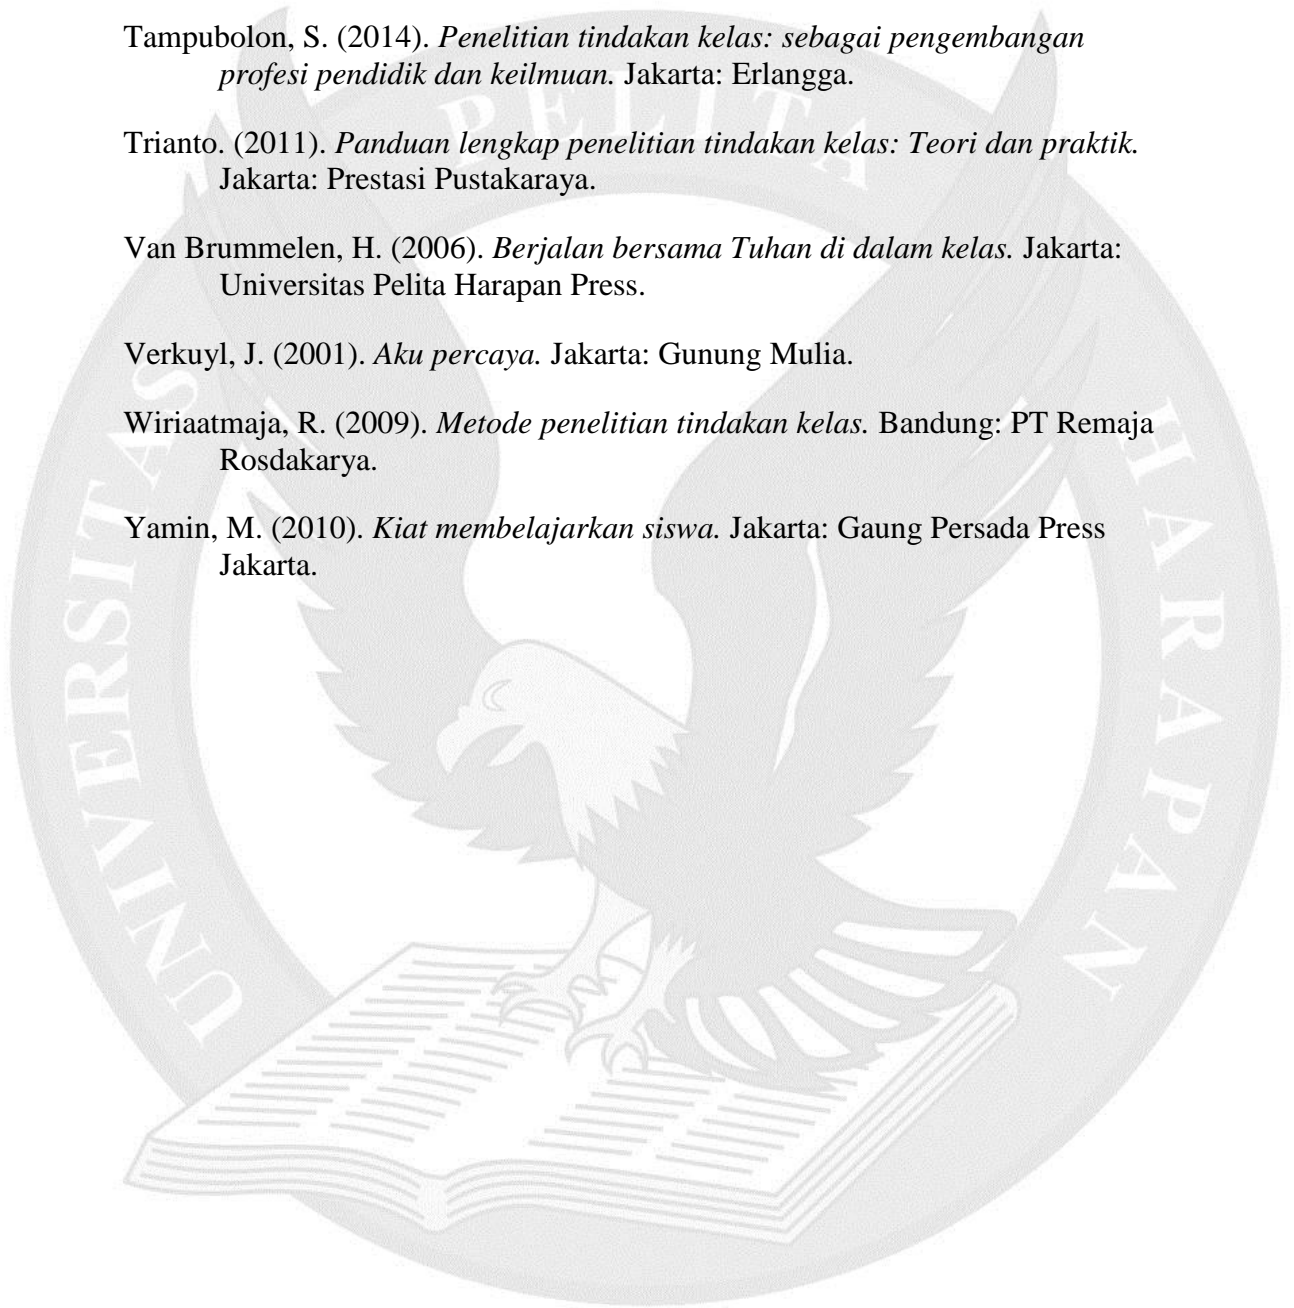 Tampubolon, S. (2014). Penelitian tindakan kelas: sebagai pengembangan
profesi pendidik dan keilmuan. Jakarta: Erlangga.
Trianto. (2011). Panduan lengkap penelitian tindakan kelas: Teori dan praktik.
Jakarta: Prestasi Pustakaraya.
Van Brummelen, H. (2006). Berjalan bersama Tuhan di dalam kelas. Jakarta:
Universitas Pelita Harapan Press.
Verkuyl, J. (2001). Aku percaya. Jakarta: Gunung Mulia.
Wiriaatmaja, R. (2009). Metode penelitian tindakan kelas. Bandung: PT Remaja
Rosdakarya.
Yamin, M. (2010). Kiat membelajarkan siswa. Jakarta: Gaung Persada Press
Jakarta.
UNIVERSITAS PELITA HARAPAN